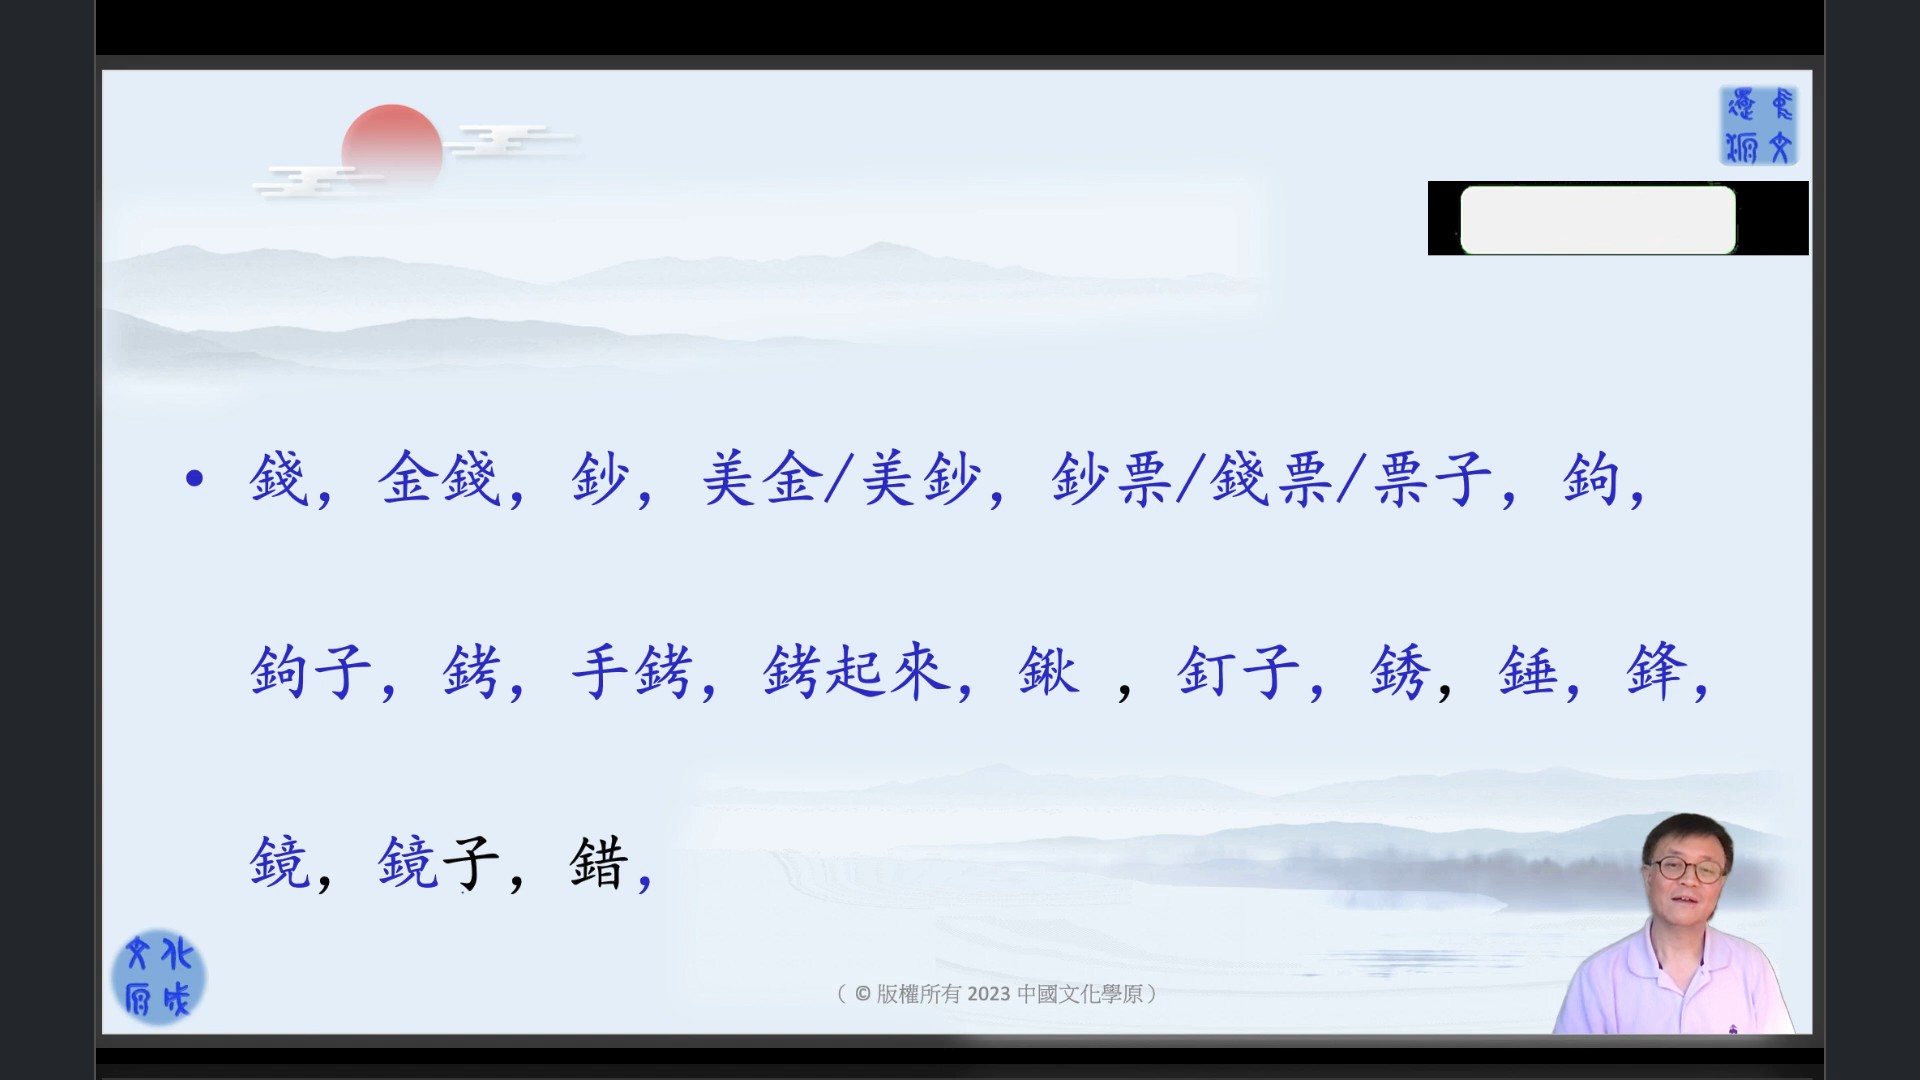 • 錢，金錢，鈔，美金/美鈔，鈔票/錢票/票子，鉤，
鉤子，銬，手銬，銬起來，鍬 ，釘子，銹，錘，鋒，
鏡，鏡子，錯，
文化
（ © 版權所有 2023 中國文化學原）